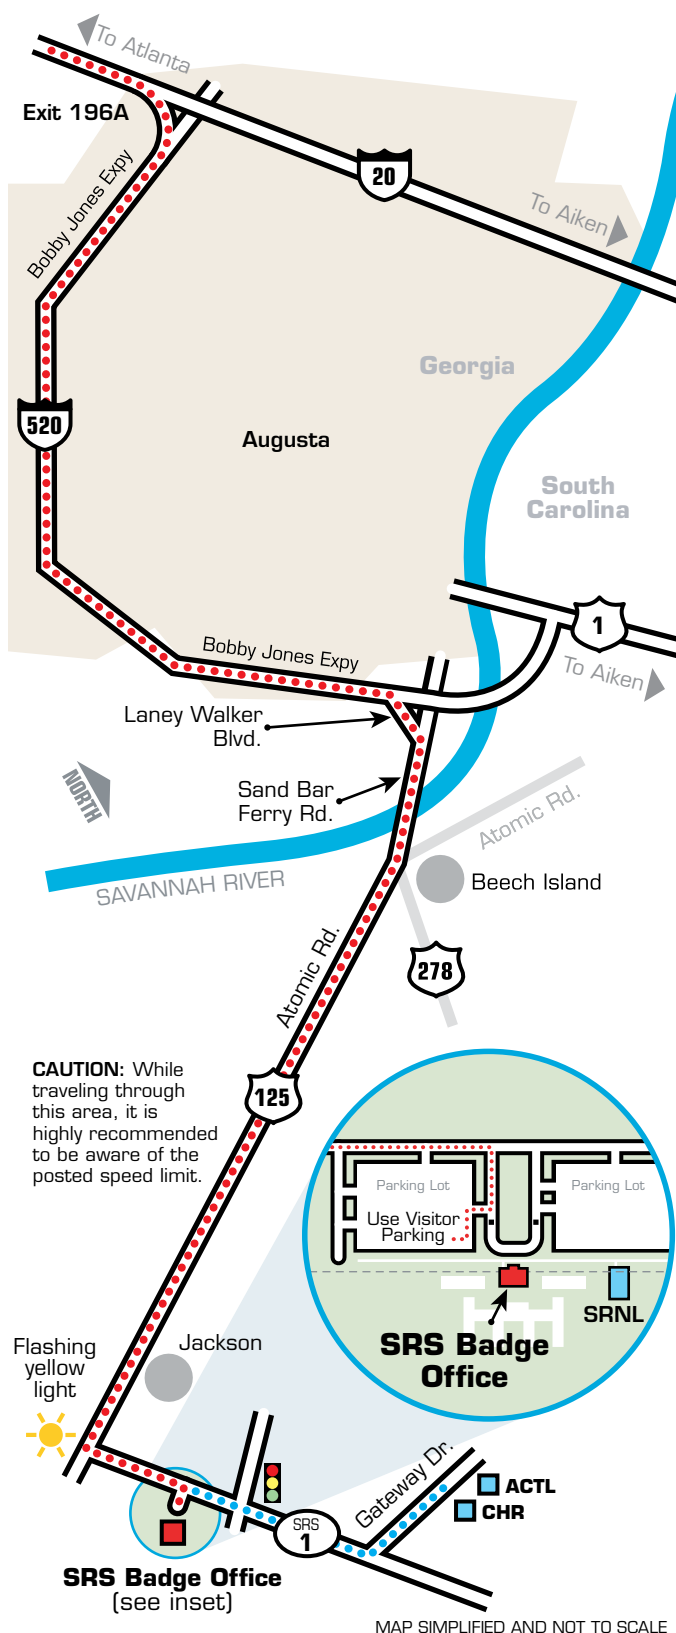 To Atlanta
Exit 196A
20
Bobby Jones Expy
To Aiken
Georgia
520
Augusta
South
Carolina
1
Bobby Jones Expy
To Aiken
Laney Walker
Blvd.
NORTH
Sand Bar
Ferry Rd.
Atomic Rd.
SAVANNAH RIVER
Beech Island
Atomic Rd.
278
CAUTION: While
traveling through
this area, it is
highly recommended
to be aware of the
posted speed limit.
125
Parking Lot
Parking Lot
Use Visitor
Parking
SRNL
SRS Badge
Office
Jackson
Flashing
yellow
light
Gateway Dr.
ACTL
CHR
SRS
1
SRS Badge Office
(see inset)
MAP SIMPLIFIED AND NOT TO SCALE